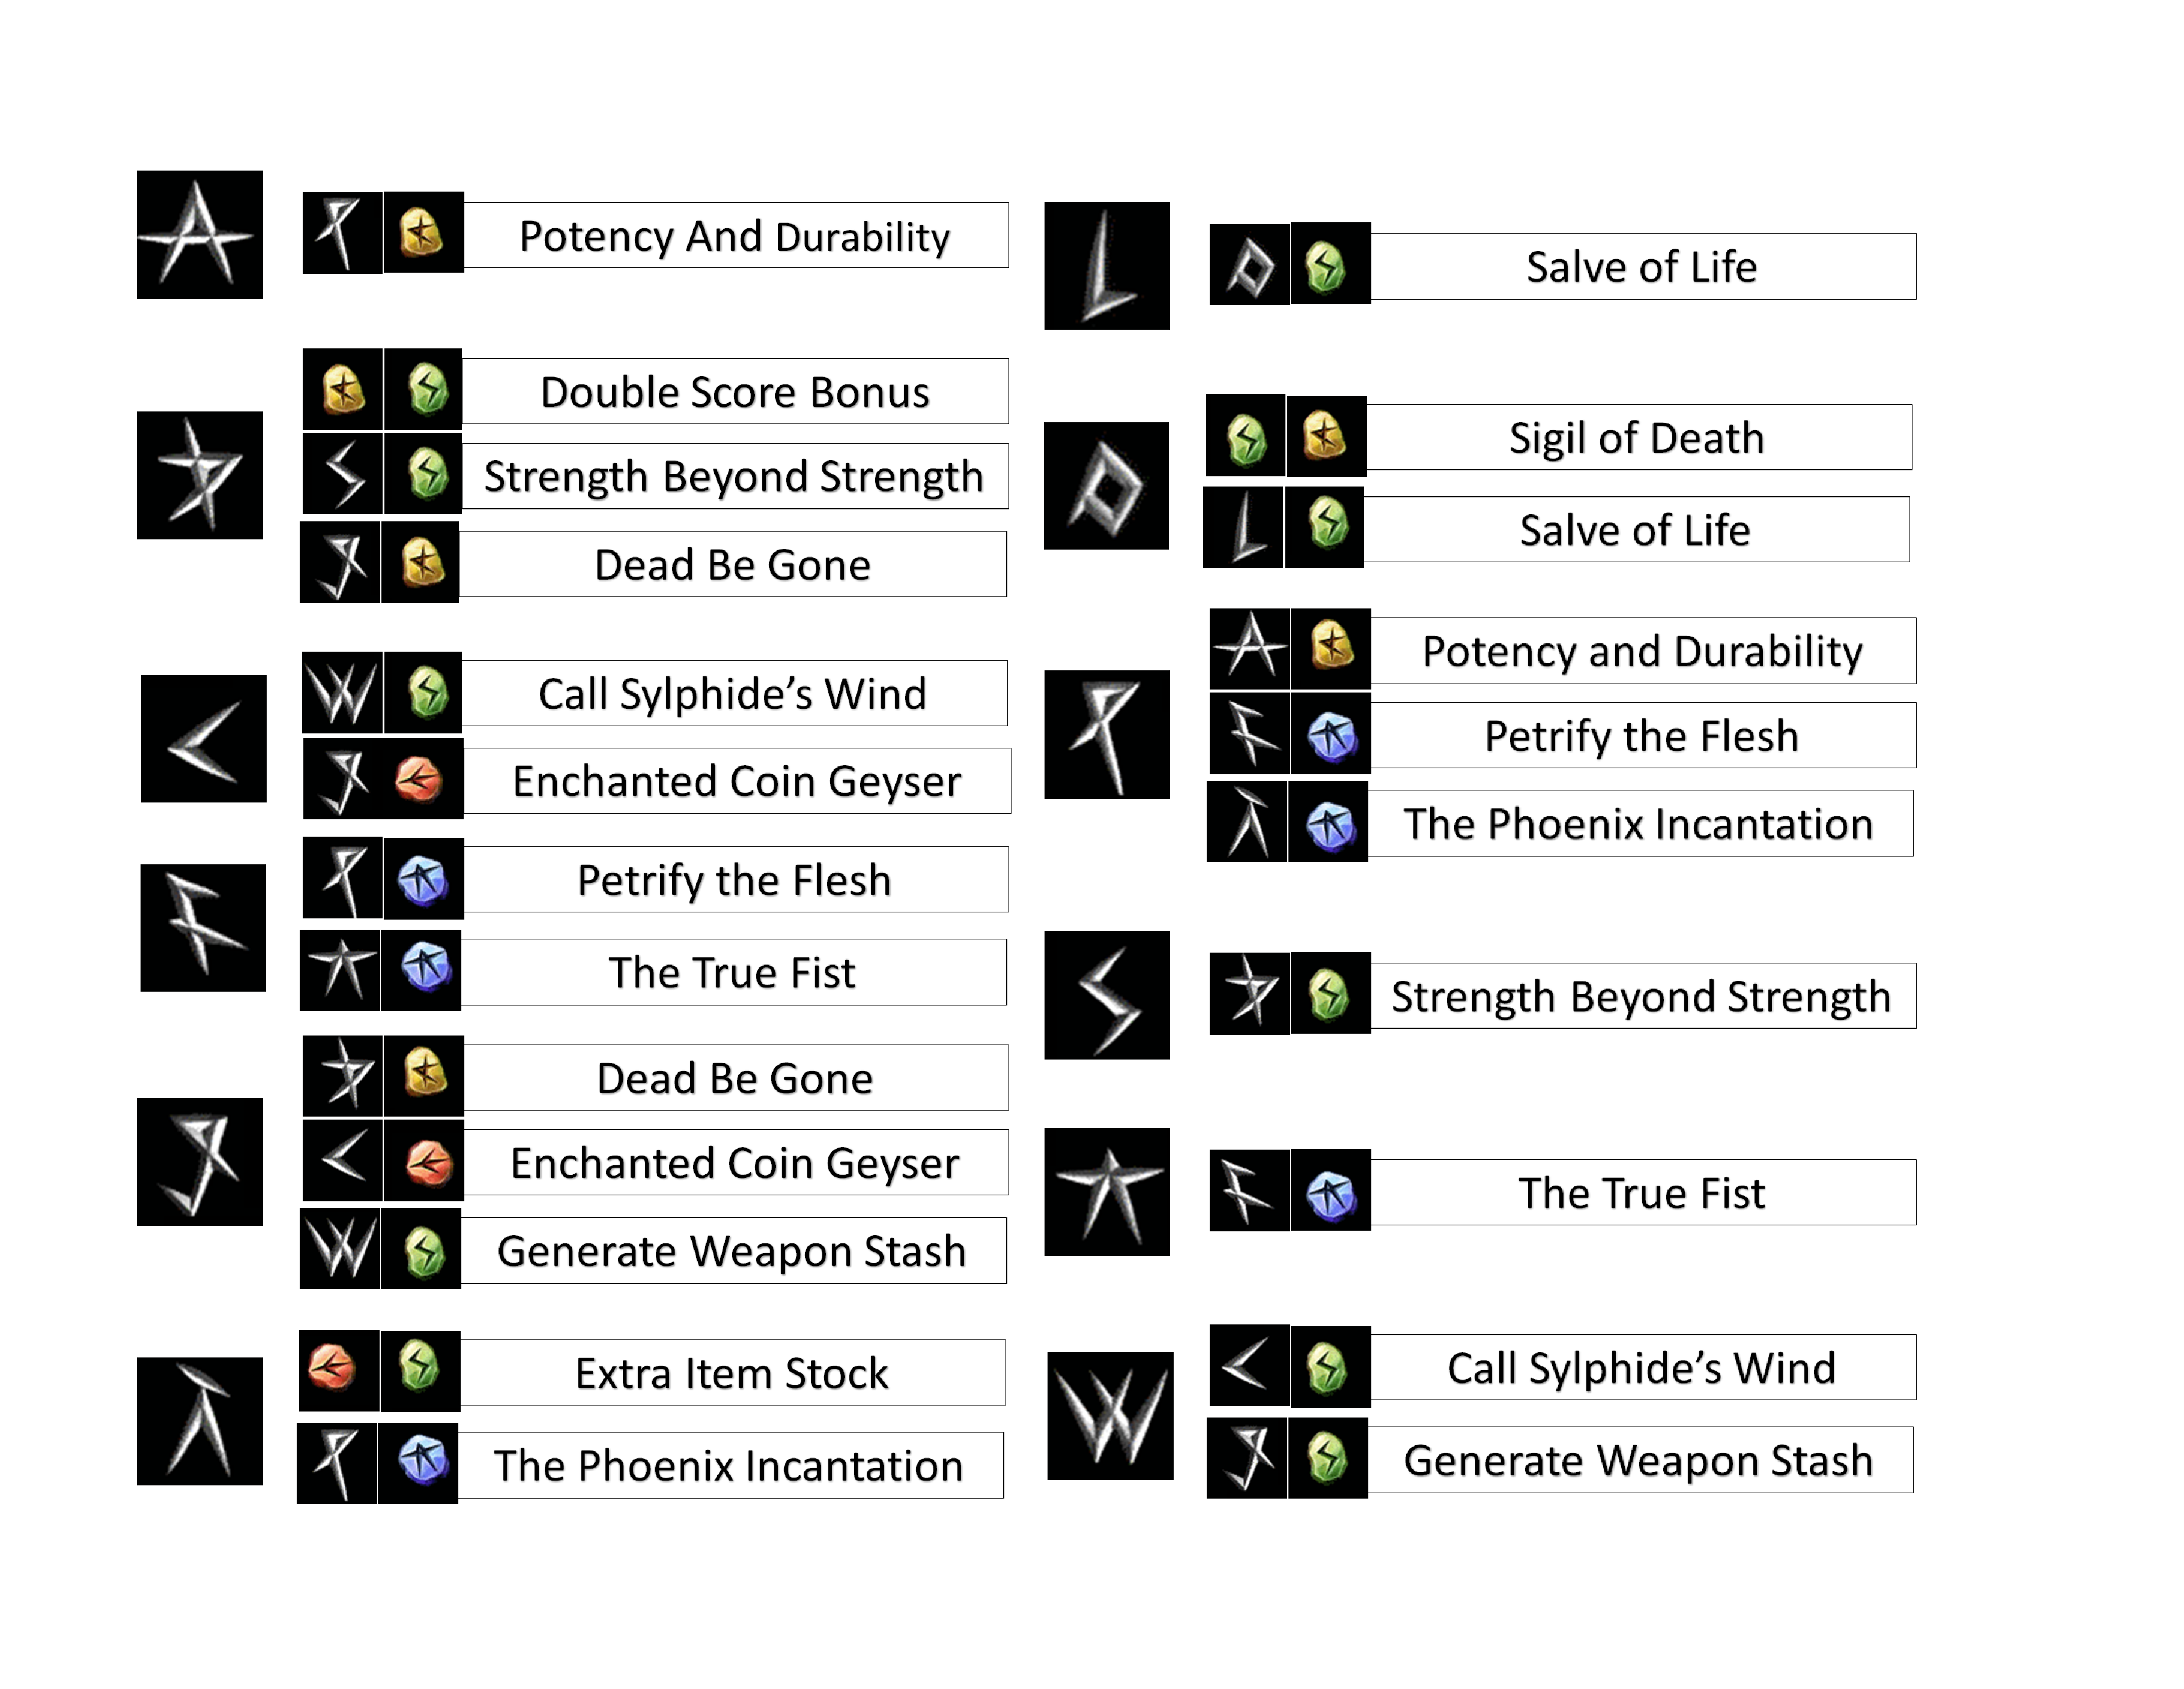 Potency And Durability
Double Score Bonus
Strength Beyond Strength
Dead Be Gone
Call Sylphide’s Wind
Enchanted Coin Geyser
Petrify the Flesh
The True Fist
Dead Be Gone
Enchanted Coin Geyser
Generate Weapon Stash
Extra Item Stock
The Phoenix Incantation
Salve of Life
Sigil of Death
Salve of Life
Potency and Durability
Petrify the Flesh
The Phoenix Incantation
Strength Beyond Strength
The True Fist
Call Sylphide’s Wind
Generate Weapon Stash